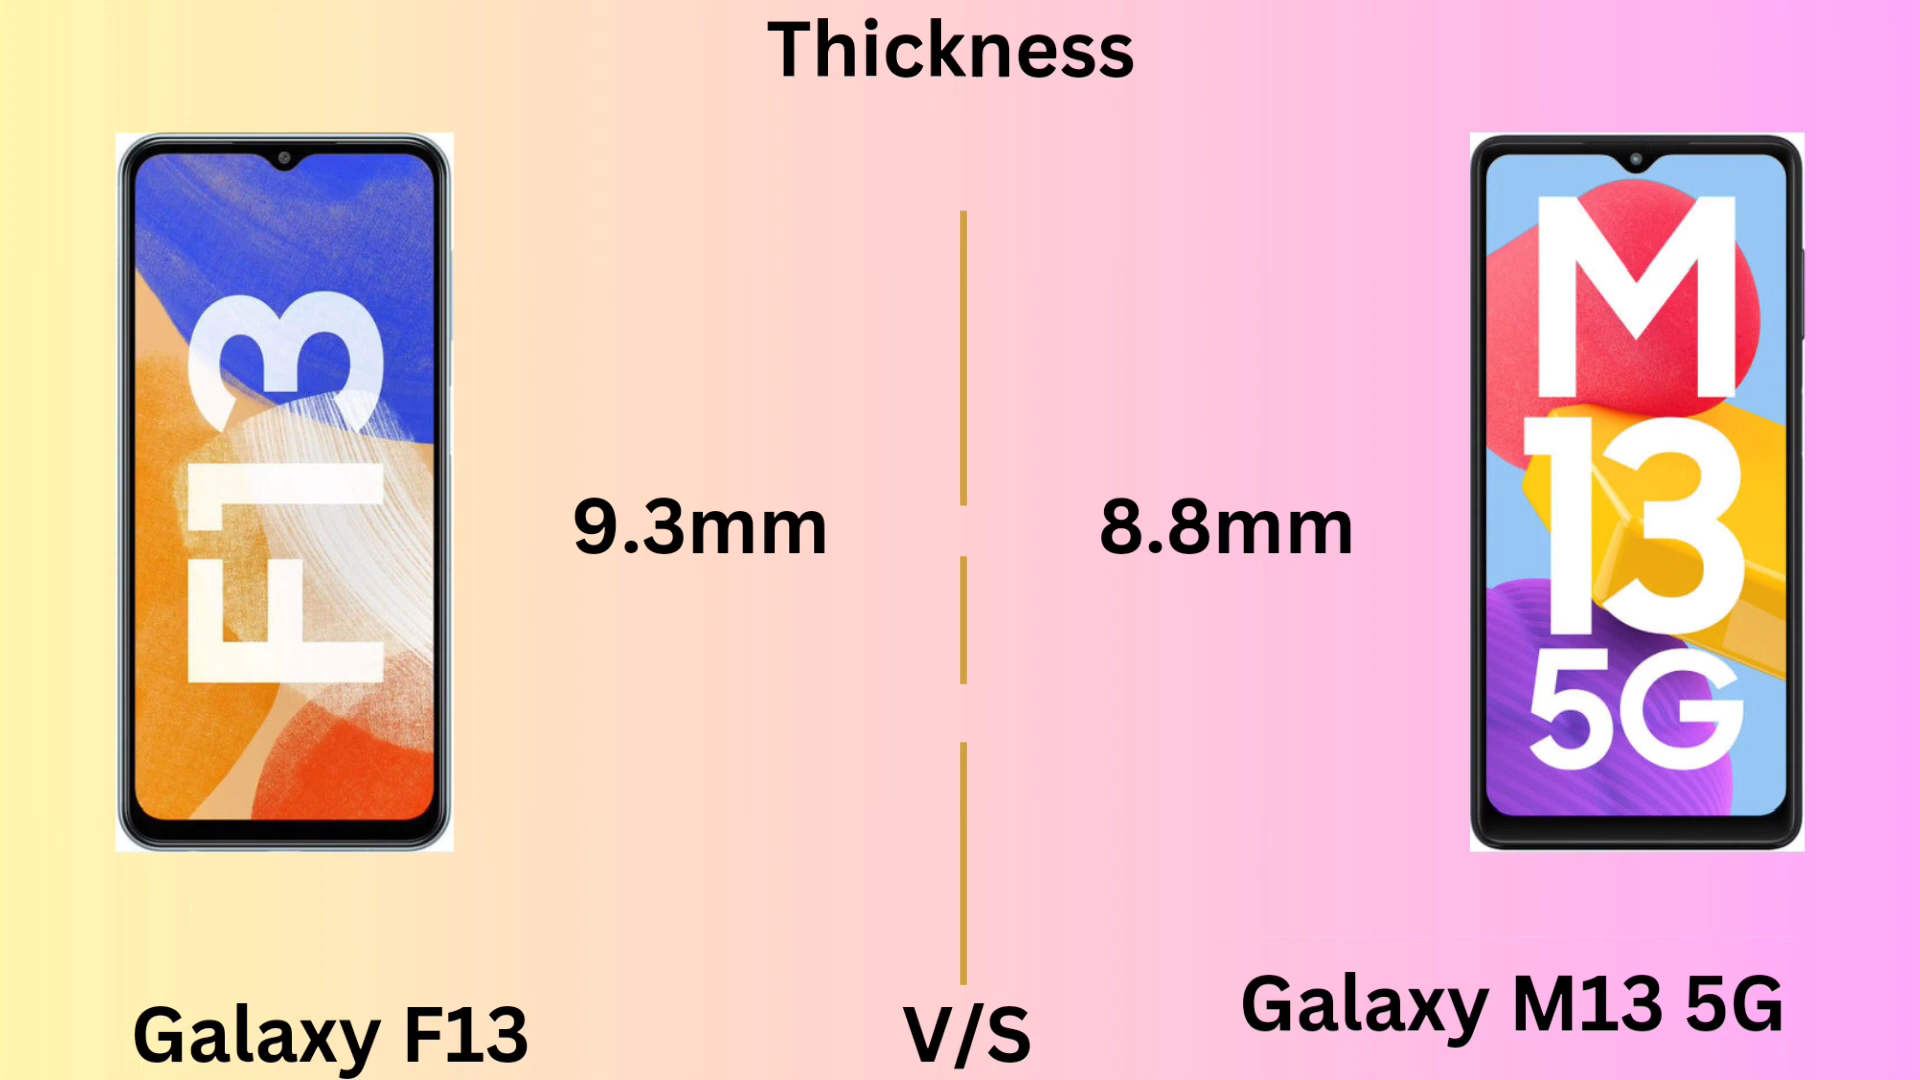 Thickness
F13
M
13
5G
9.3mm
8.8mm
Galaxy F13
V/S
Galaxy M13 5G